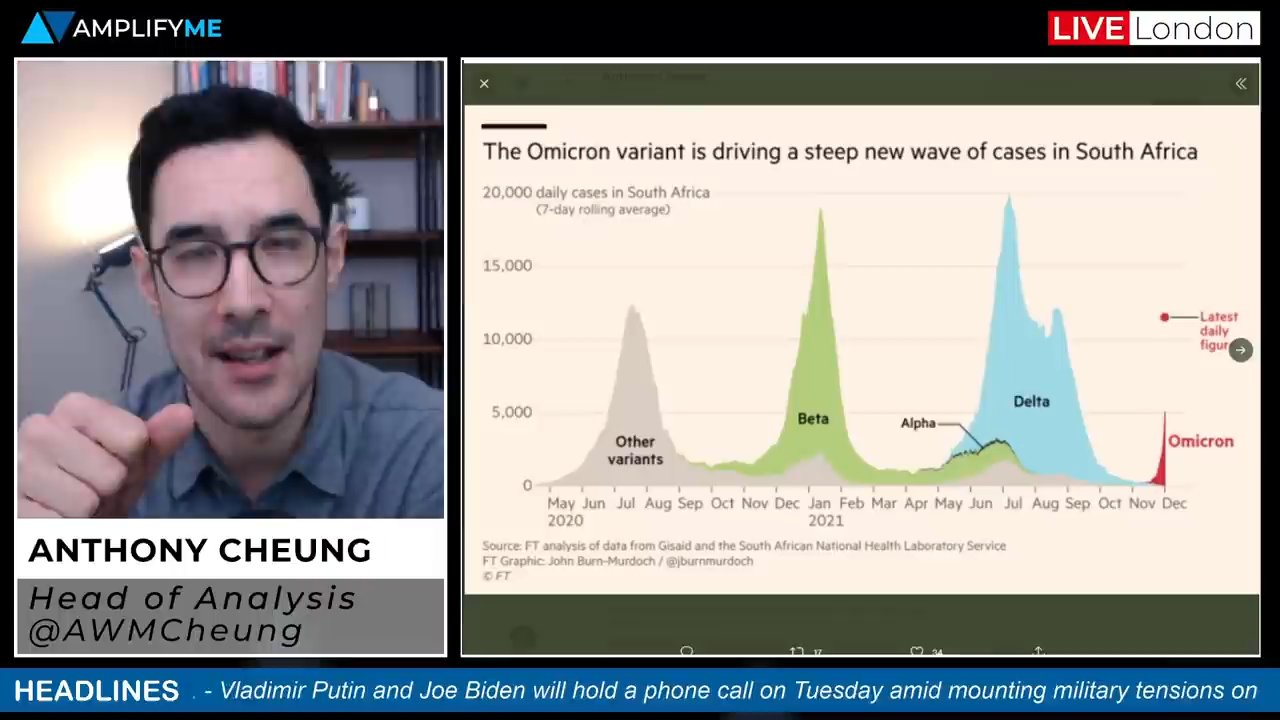 AMPLIFYME
LIVE London
The Omicron variant is driving a steep new wave of cases in South Africa
20,000 daily cases in South Africa
(7-day rolling average)
15,000
10,000
5,000
0
Other
variants
Beta
Alpha
Delta
Latest
daily
figur
Omicron
May Jun Jul Aug Sep Oct Nov Dec Jan Feb Mar Apr May Jun Jul Aug Sep Oct Nov Dec
2020 2021
Source: FT analysis of data from Gisaid and the South African National Health Laboratory Service
FT Graphic: John Burn-Murdoch / @jburnmurdoch
© FT
17 34
ANTHONY CHEUNG
Head of Analysis
@AWMCheung
HEADLINES . - Vladimir Putin and Joe Biden will hold a phone call on Tuesday amid mounting military tensions on